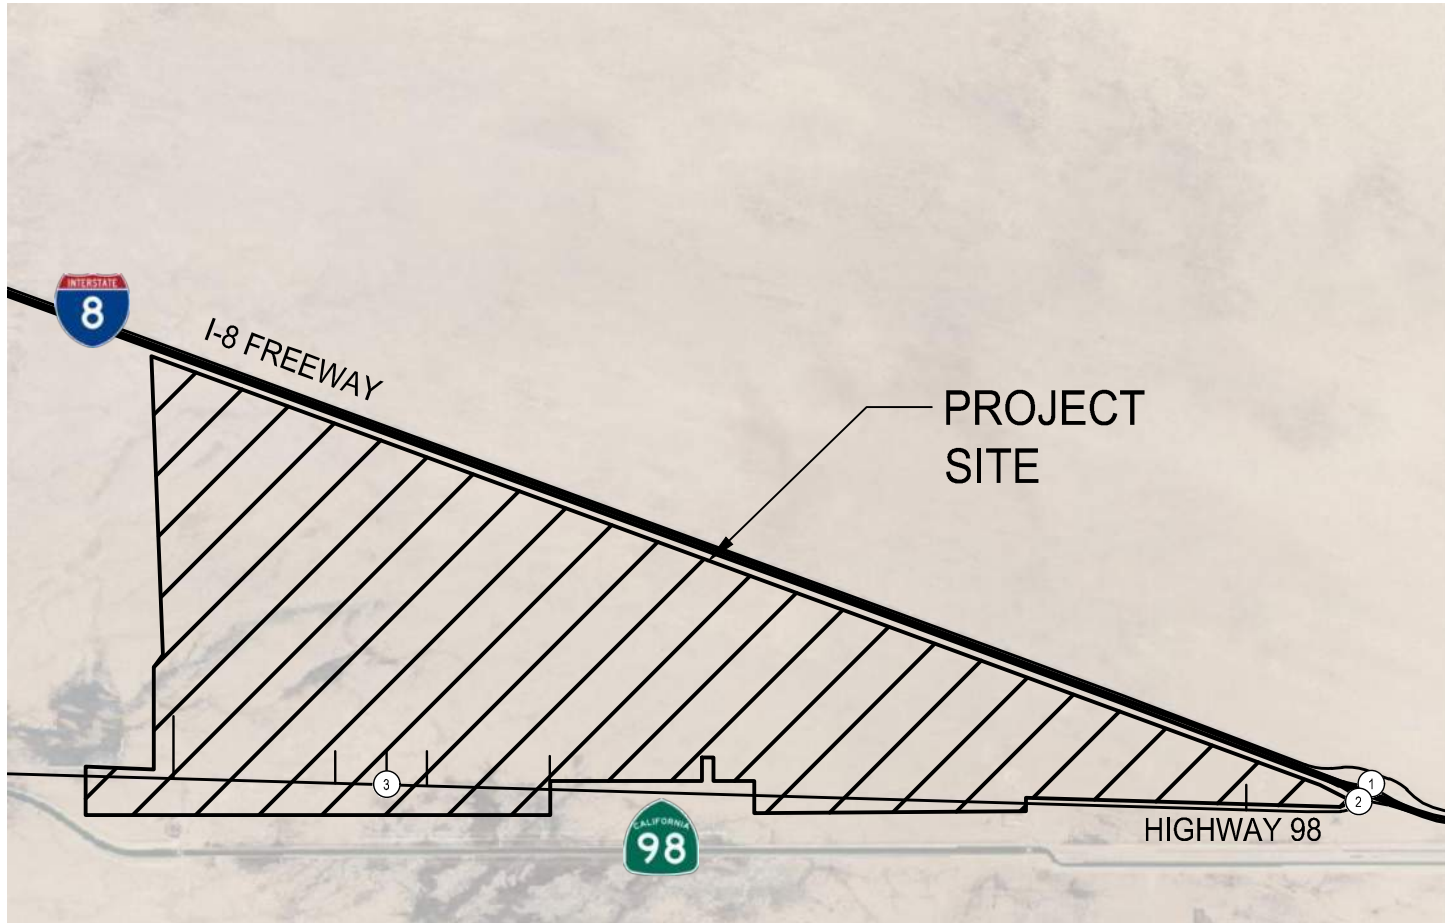 INTERSTATE
8
I-8 FREEWAY
PROJECT
SITE
1
2
3
CALIFORNIA
98
HIGHWAY 98